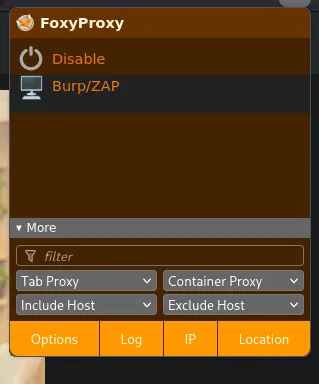 FoxyProxy
Disable
Burp/ZAP
▾ More
filter
Tab Proxy Container Proxy
Include Host Exclude Host
Options Log IP Location